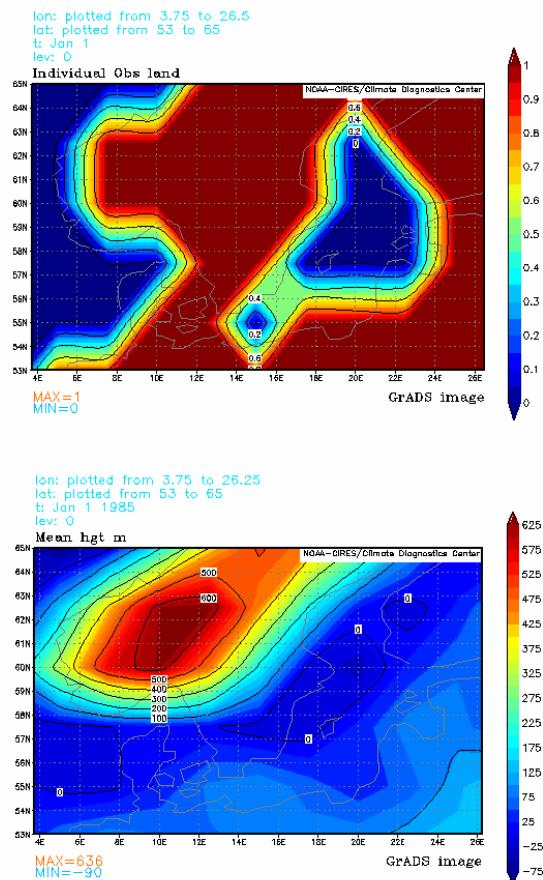 lon: plotted from 3.75 to 26.5
lat: plotted from 53 to 65
t: Jan 1
lev: 0
Individual Obs land
NOAA-CIRES/Climate Diagnostics Center
65N
64N
63N
62N
61N
60N
59N
58N
57N
56N
55N
54N
53N
0.6
0.4
0.2
0
0.4
0.2
0.6
4E 6E 8E 10E 12E 14E 16E 18E 20E 22E 24E 26E
1
0.9
0.8
0.7
0.6
0.5
0.4
0.3
0.2
0.1
0
MAX=1
MIN=0
GrADS image
lon: plotted from 3.75 to 26.25
lat: plotted from 53 to 65
t: Jan 1 1985
lev: 0
Mean hgt m
NOAA-CIRES/Climate Diagnostics Center
65N
64N
63N
62N
61N
60N
59N
58N
57N
56N
55N
54N
53N
500
600
0
0
500
400
300
200
100
0
0
4E 6E 8E 10E 12E 14E 16E 18E 20E 22E 24E 26E
625
575
525
475
425
375
325
275
225
175
125
75
25
-25
-75
MAX=636
MIN=-90
GrADS image